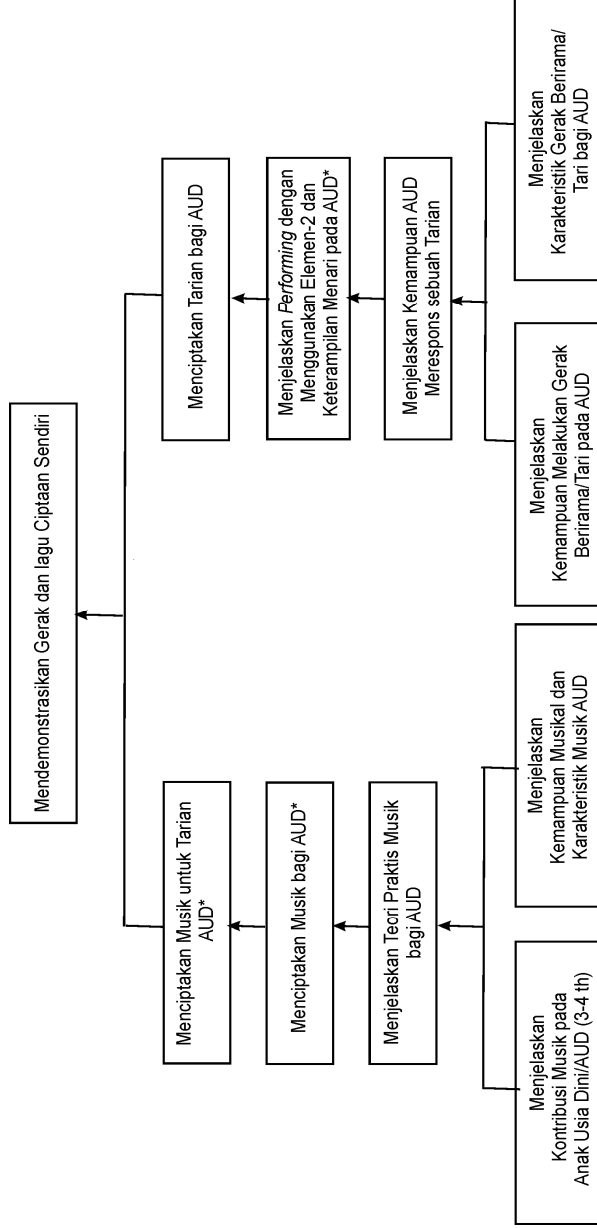 Mendemonstrasikan Gerak dan lagu Ciptaan Sendiri
Menciptakan Musik untuk Tarian
AUD*
Menciptakan Musik bagi AUD*
Menjelaskan Teori Praktis Musik
bagi AUD
Menjelaskan
Kontribusi Musik pada
Anak Usia Dini/AUD (3-4 th)
Menjelaskan
Kemampuan Musikal dan
Karakteristik Musik AUD
Menciptakan Tarian bagi AUD
Menjelaskan Performing dengan
Menggunakan Elemen-2 dan
Keterampilan Menari pada AUD*
Menjelaskan Kemampuan AUD
Merespons sebuah Tarian
Menjelaskan
Kemampuan Melakukan Gerak
Berirama/Tari pada AUD
Menjelaskan
Karakteristik Gerak Berirama/
Tari bagi AUD